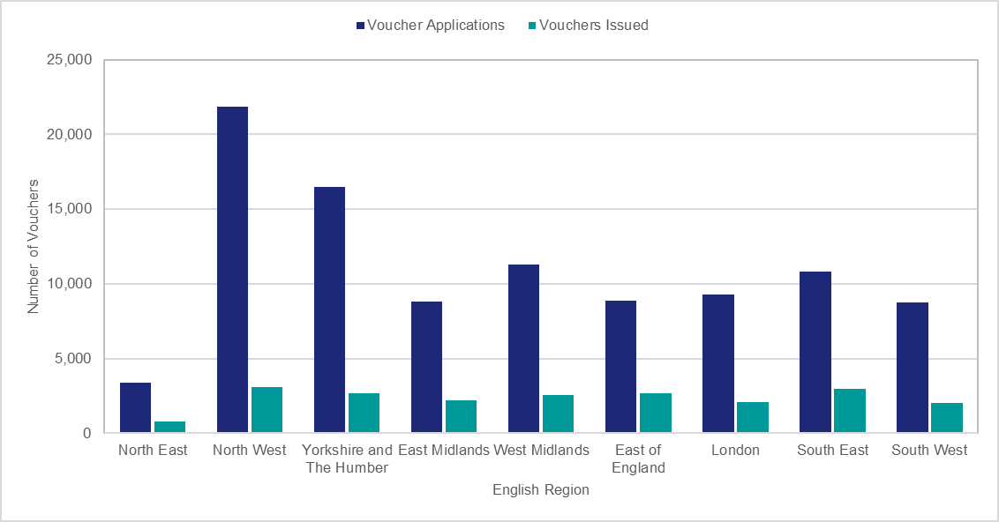 Voucher Applications Vouchers Issued
25,000
20,000
15,000
10,000
5,000
0
Number of Vouchers
North East North West Yorkshire and East Midlands West Midlands East of London South East South West
The Humber England
English Region